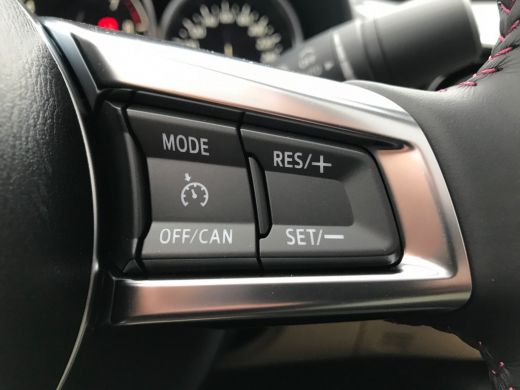 MODE
RES/+
OFF/CAN
SET/−